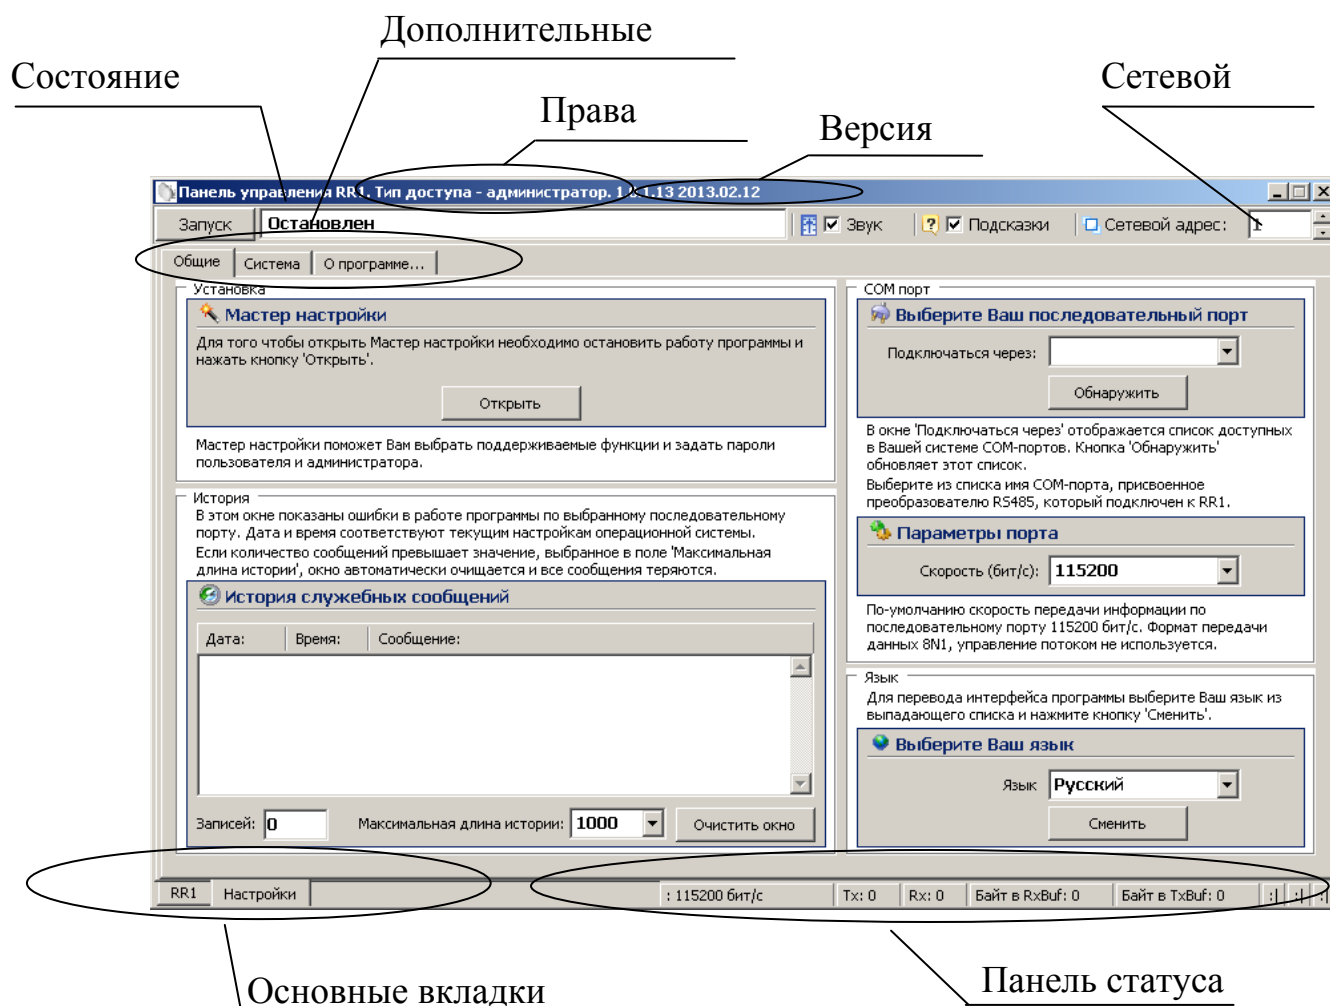 Дополнительные
Состояние
Сетевой
Права
Версия
Панель управления RR1. Тип доступа - администратор. 1.5.1.13 2013.02.12
Запуск
Остановлен
Звук
Подсказки
Сетевой адрес:
1
Общие
Система
О программе...
Установка
Мастер настройки
Для того чтобы открыть Мастер настройки необходимо остановить работу программы и
нажать кнопку 'Открыть'.
Открыть
Мастер настройки поможет Вам выбрать поддерживаемые функции и задать пароли
пользователя и администратора.
История
В этом окне показаны ошибки в работе программы по выбранному последовательному
порту. Дата и время соответствуют текущим настройкам операционной системы.
Если количество сообщений превышает значение, выбранное в поле 'Максимальная
длина истории', окно автоматически очищается и все сообщения теряются.
История служебных сообщений
Дата:
Время:
Сообщение:
Записей:
0
Максимальная длина истории:
1000
Очистить окно
COM порт
Выберите Ваш последовательный порт
Подключаться через:
Обнаружить
В окне 'Подключаться через' отображается список доступных
в Вашей системе COM-портов. Кнопка 'Обнаружить'
обновляет этот список.
Выберите из списка имя COM-порта, присвоенное
преобразователю RS485, который подключен к RR1.
Параметры порта
Скорость (бит/с):
115200
По-умолчанию скорость передачи информации по
последовательному порту 115200 бит/с. Формат передачи
данных 8N1, управление потоком не используется.
Язык
Для перевода интерфейса программы выберите Ваш язык из
выпадающего списка и нажмите кнопку 'Сменить'.
Выберите Ваш язык
Язык
Русский
Сменить
RR1
Настройки
: 115200 бит/с
Tx: 0
Rx: 0
Байт в RxBuf: 0
Байт в TxBuf: 0
:|
:|
:|
Основные вкладки
Панель статуса